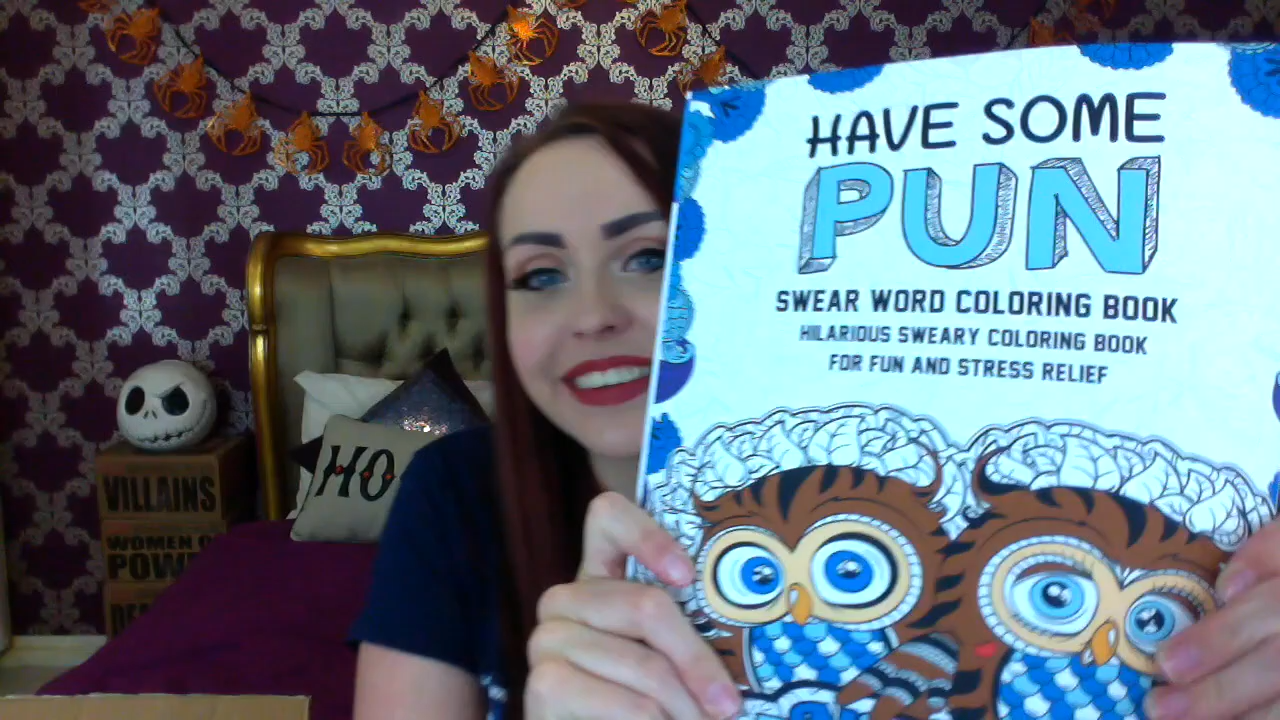 HAVE SOME
PUN
SWEAR WORD COLORING BOOK
HILARIOUS SWEARY COLORING BOOK
FOR FUN AND STRESS RELIEF
HO
VILLAINS
WOMEN
POW